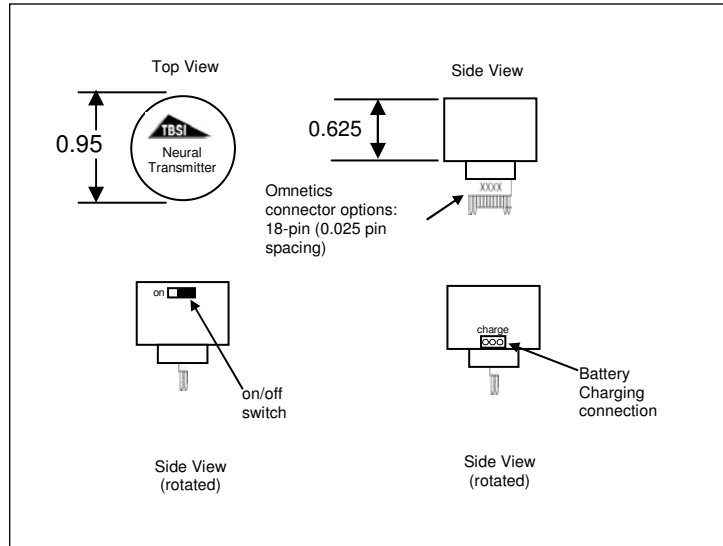 Top View
0.95
TBSI
Neural
Transmitter
Side View
0.625
XXXX
Omnetics
connector options:
18-pin (0.025 pin
spacing)
on
on/off
switch
Side View
(rotated)
charge
Battery
Charging
connection
Side View
(rotated)